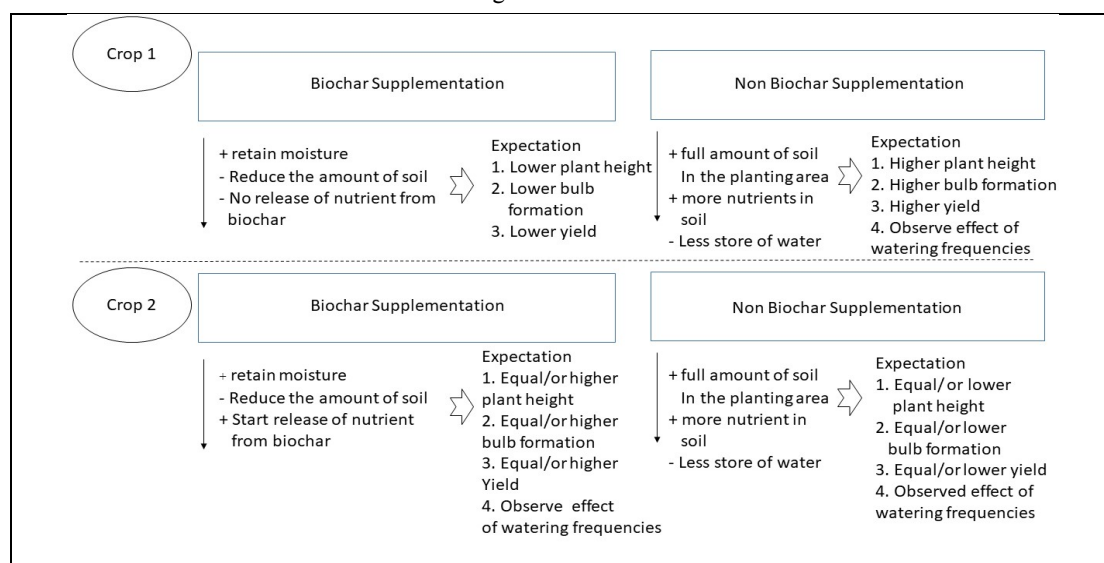 Crop 1
Biochar Supplementation
+ retain moisture
- Reduce the amount of soil
- No release of nutrient from
biochar
Expectation
1. Lower plant height
2. Lower bulb
formation
3. Lower yield
Non Biochar Supplementation
+ full amount of soil
In the planting area
+ more nutrients in
soil
- Less store of water
Expectation
1. Higher plant height
2. Higher bulb formation
3. Higher yield
4. Observe effect of
watering frequencies
Crop 2
Biochar Supplementation
+ retain moisture
- Reduce the amount of soil
+ Start release of nutrient
from biochar
Expectation
1. Equal/or higher
plant height
2. Equal/or higher
bulb formation
3. Equal/or higher
Yield
4. Observe effect
of watering frequencies
Non Biochar Supplementation
+ full amount of soil
In the planting area
+ more nutrient in
soil
- Less store of water
Expectation
1. Equal/ or lower
plant height
2. Equal/or lower
bulb formation
3. Equal/or lower yield
4. Observed effect of
watering frequencies